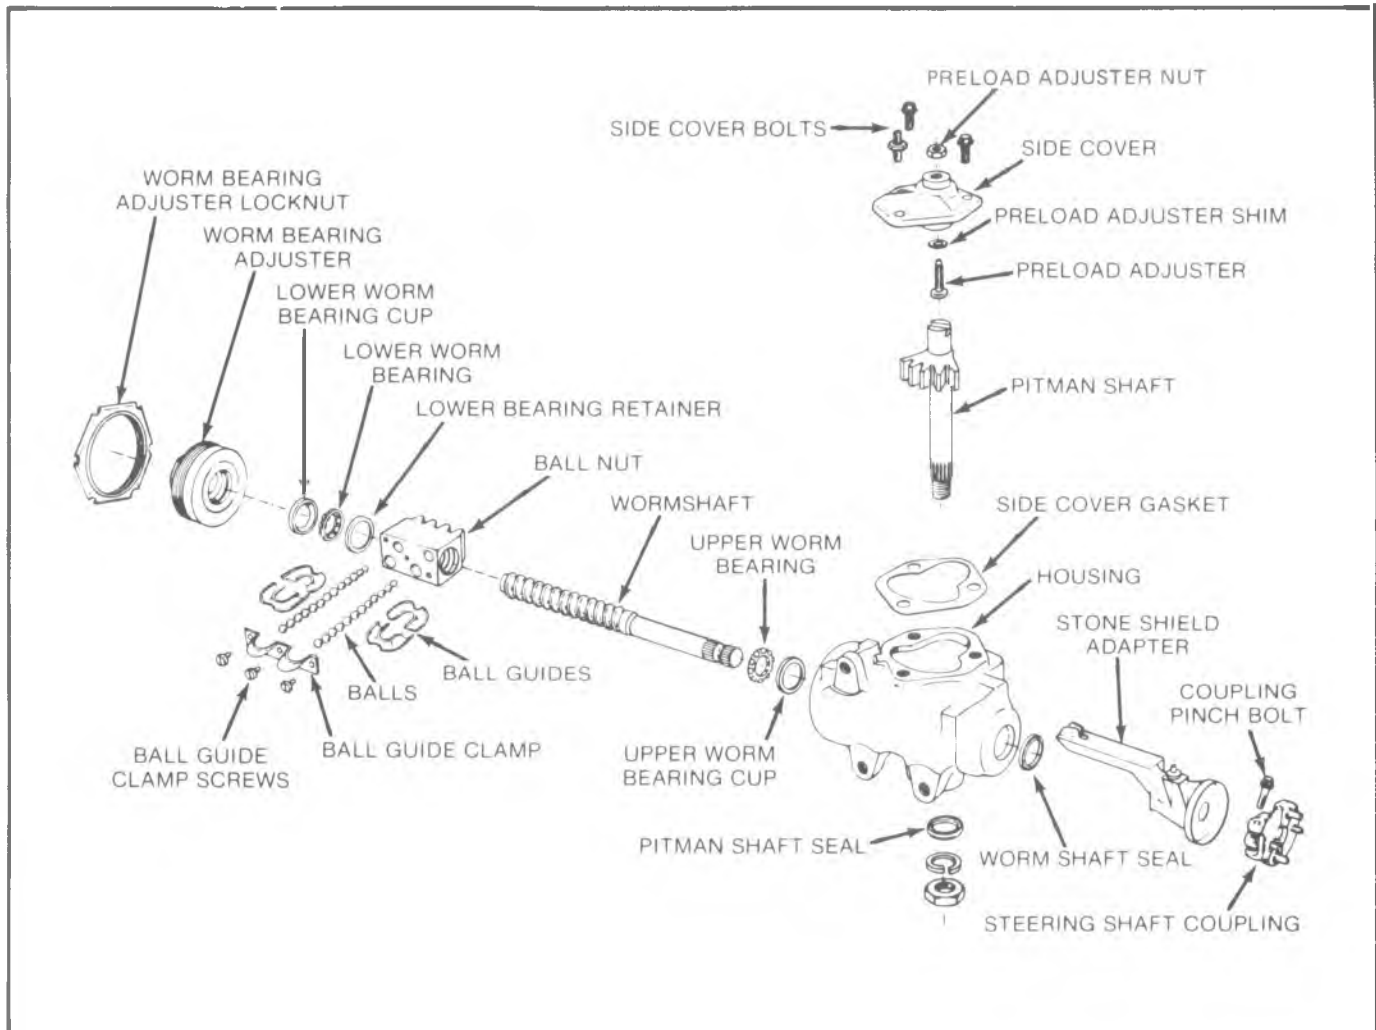 PRELOAD ADJUSTER NUT
SIDE COVER BOLTS
SIDE COVER
WORM BEARING
ADJUSTER LOCKNUT
PRELOAD ADJUSTER SHIM
WORM BEARING
ADJUSTER
PRELOAD ADJUSTER
LOWER WORM
BEARING CUP
LOWER WORM
BEARING
PITMAN SHAFT
LOWER BEARING RETAINER
BALL NUT
WORMSHAFT
SIDE COVER GASKET
UPPER WORM
BEARING
HOUSING
STONE SHIELD
ADAPTER
BALL GUIDES
BALLS
COUPLING
PINCH BOLT
BALL GUIDE
CLAMP SCREWS
BALL GUIDE CLAMP
UPPER WORM
BEARING CUP
PITMAN SHAFT SEAL
WORM SHAFT SEAL
STEERING SHAFT COUPLING